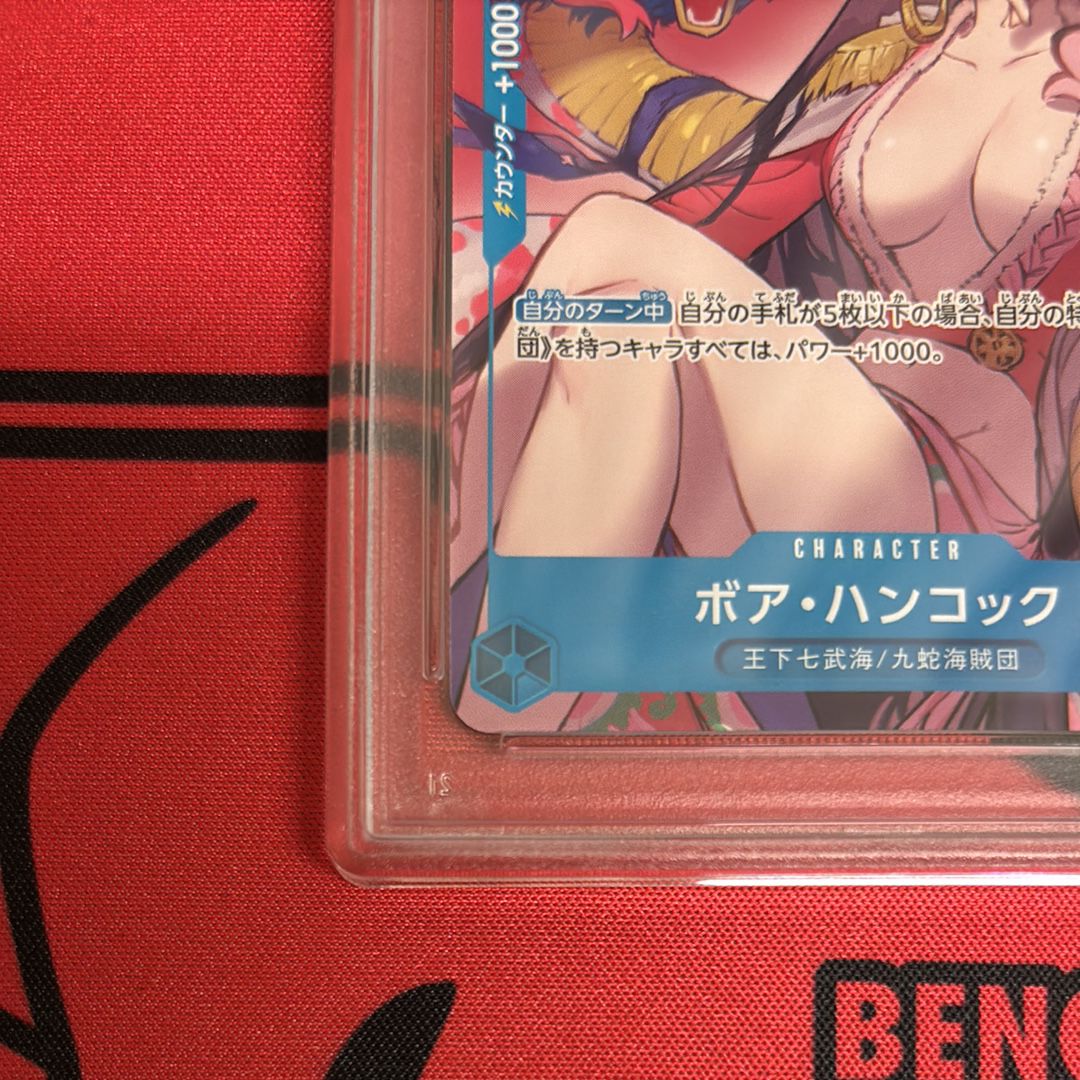 カウンター +1000
自分のターン中 自分の手札が5枚以下の場合、自分の特
団》を持つキャラすべては、パワー+1000。
CHARACTER
ボア・ハンコック
王下七武海/九蛇海賊団
21